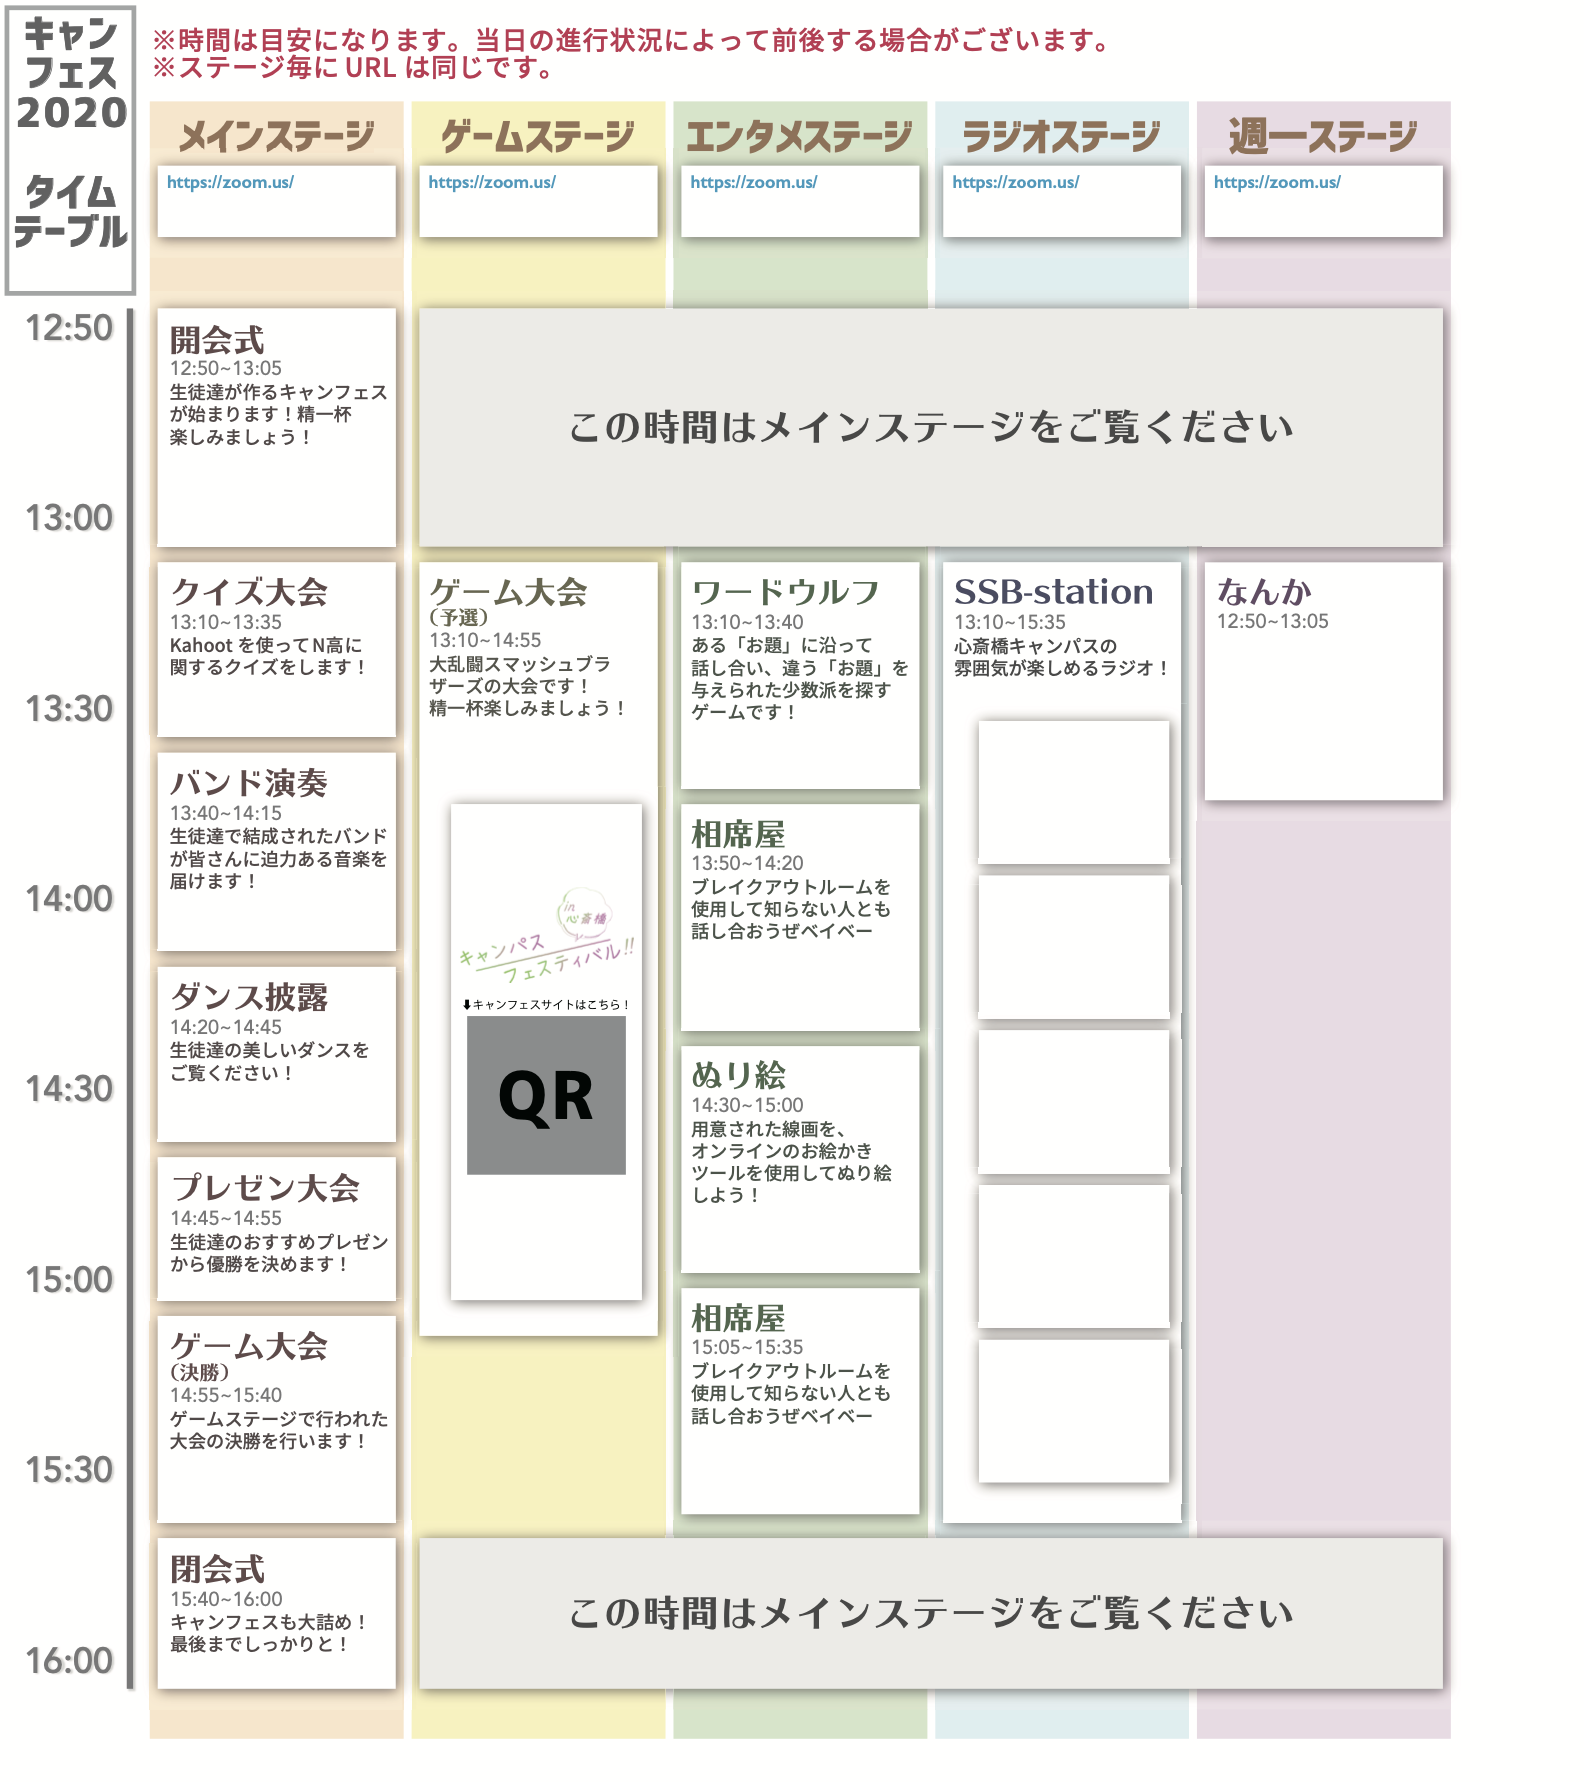 キャン
フェス
2020
タイム
テーブル
※時間は目安になります。当日の進行状況によって前後する場合がございます。
※ステージ毎にURLは同じです。
メインステージ
https://zoom.us/
ゲームステージ
https://zoom.us/
エンタメステージ
https://zoom.us/
ラジオステージ
https://zoom.us/
週一ステージ
https://zoom.us/
12:50
13:00
13:30
14:00
14:30
15:00
15:30
16:00
開会式
12:50~13:05
生徒達が作るキャンフェス
が始まります！精一杯
楽しみましょう！
この時間はメインステージをご覧ください
クイズ大会
13:10~13:35
Kahootを使ってN高に
関するクイズをします！
バンド演奏
13:40~14:15
生徒達で結成されたバンド
が皆さんに迫力ある音楽を
届けます！
ダンス披露
14:20~14:45
生徒達の美しいダンスを
ご覧ください！
プレゼン大会
14:45~14:55
生徒達のおすすめプレゼン
から優勝を決めます！
ゲーム大会
（決勝）
14:55~15:40
ゲームステージで行われた
大会の決勝を行います！
閉会式
15:40~16:00
キャンフェスも大詰め！
最後までしっかりと！
ゲーム大会
（予選）
13:10~14:55
大乱闘スマッシュブラ
ザーズの大会です！
精一杯楽しみましょう！
in
心斎橋
キャンパス
フェスティバル!!
⬇キャンフェスサイトはこちら！
QR
ワードウルフ
13:10~13:40
ある「お題」に沿って
話し合い、違う「お題」を
与えられた少数派を探す
ゲームです！
相席屋
13:50~14:20
ブレイクアウトルームを
使用して知らない人とも
話し合おうぜベイベー
ぬり絵
14:30~15:00
用意された線画を、
オンラインのお絵かき
ツールを使用してぬり絵
しよう！
相席屋
15:05~15:35
ブレイクアウトルームを
使用して知らない人とも
話し合おうぜベイベー
SSB-station
13:10~15:35
心斎橋キャンパスの
雰囲気が楽しめるラジオ！
なんか
12:50~13:05
この時間はメインステージをご覧ください